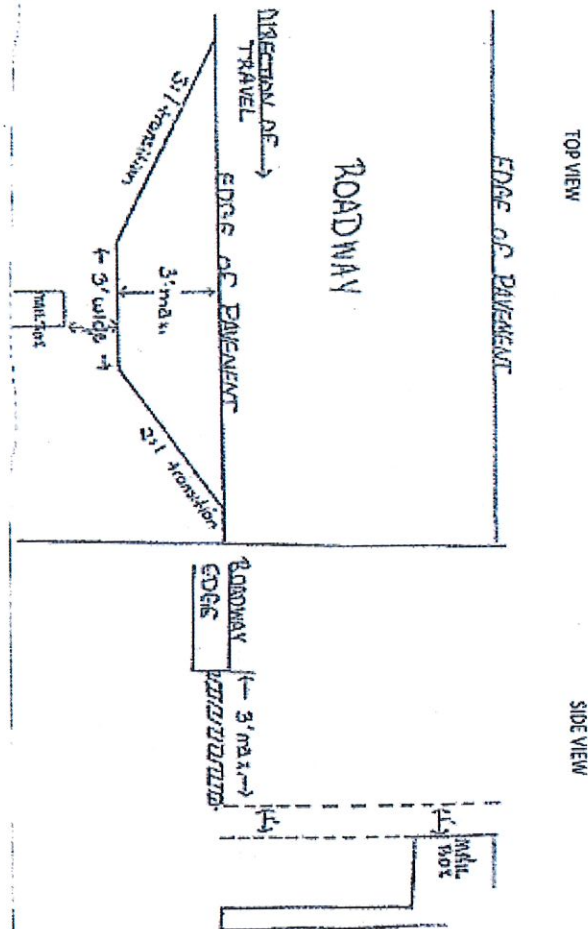 TOP VIEW
EDGE OF PAVEMENT
ROADWAY
DIRECTION OF →
TRAVEL
EDGE OF PAVEMENT
3:1 transition
3' max.
← 3' wide →
2:1 transition
MAIL BOX
SIDE VIEW
ROADWAY
EDGE
← 3' max. →
MAIL
BOX